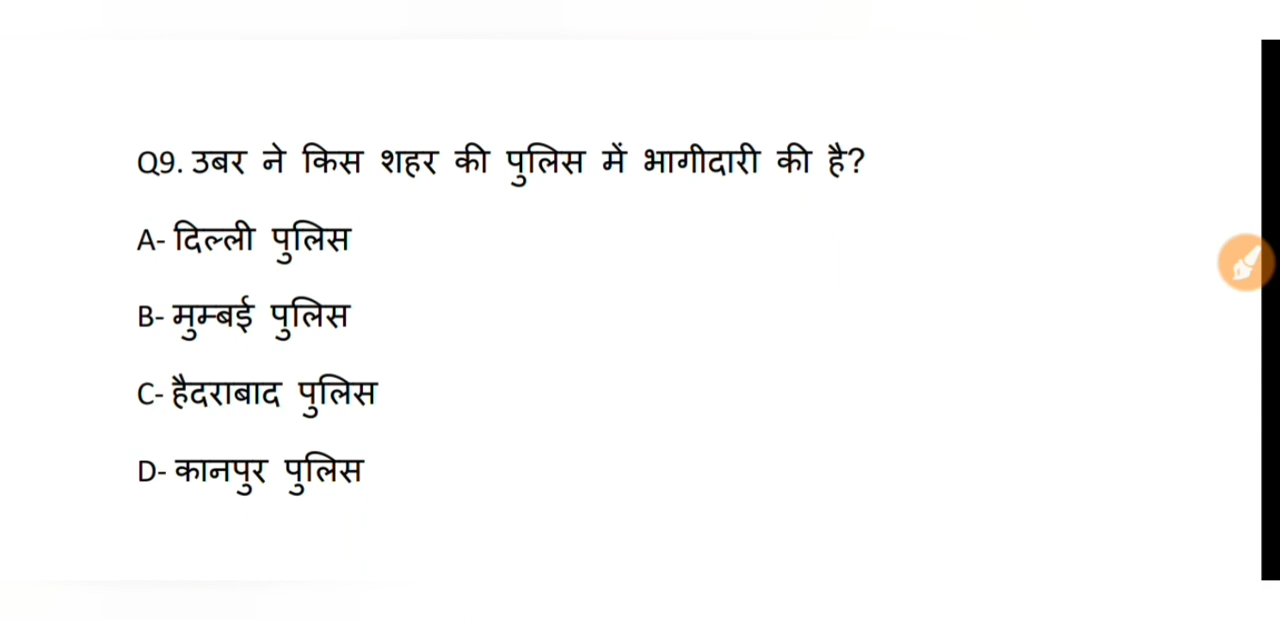 Q9. उबर ने किस शहर की पुलिस में भागीदारी की है?
A- दिल्ली पुलिस
B- मुम्बई पुलिस
C- हैदराबाद पुलिस
D- कानपुर पुलिस